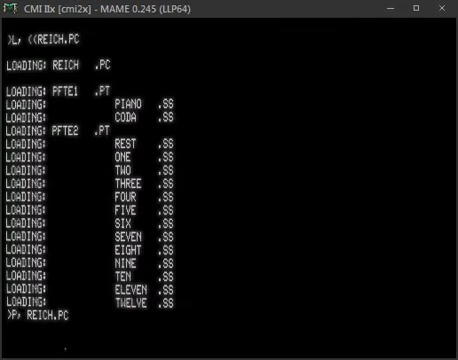 CMI IIx [cmi2x] - MAME 0.245 (LLP64)
>L, ((REICH.PC
LOADING: REICH .PC
LOADING: PFTE1 .PT
LOADING: PIANO .SS
LOADING: CODA .SS
LOADING: PFTE2 .PT
LOADING: REST .SS
LOADING: ONE .SS
LOADING: TWO .SS
LOADING: THREE .SS
LOADING: FOUR .SS
LOADING: FIVE .SS
LOADING: SIX .SS
LOADING: SEVEN .SS
LOADING: EIGHT .SS
LOADING: NINE .SS
LOADING: TEN .SS
LOADING: ELEVEN .SS
LOADING: TWELVE .SS
>P, REICH.PC